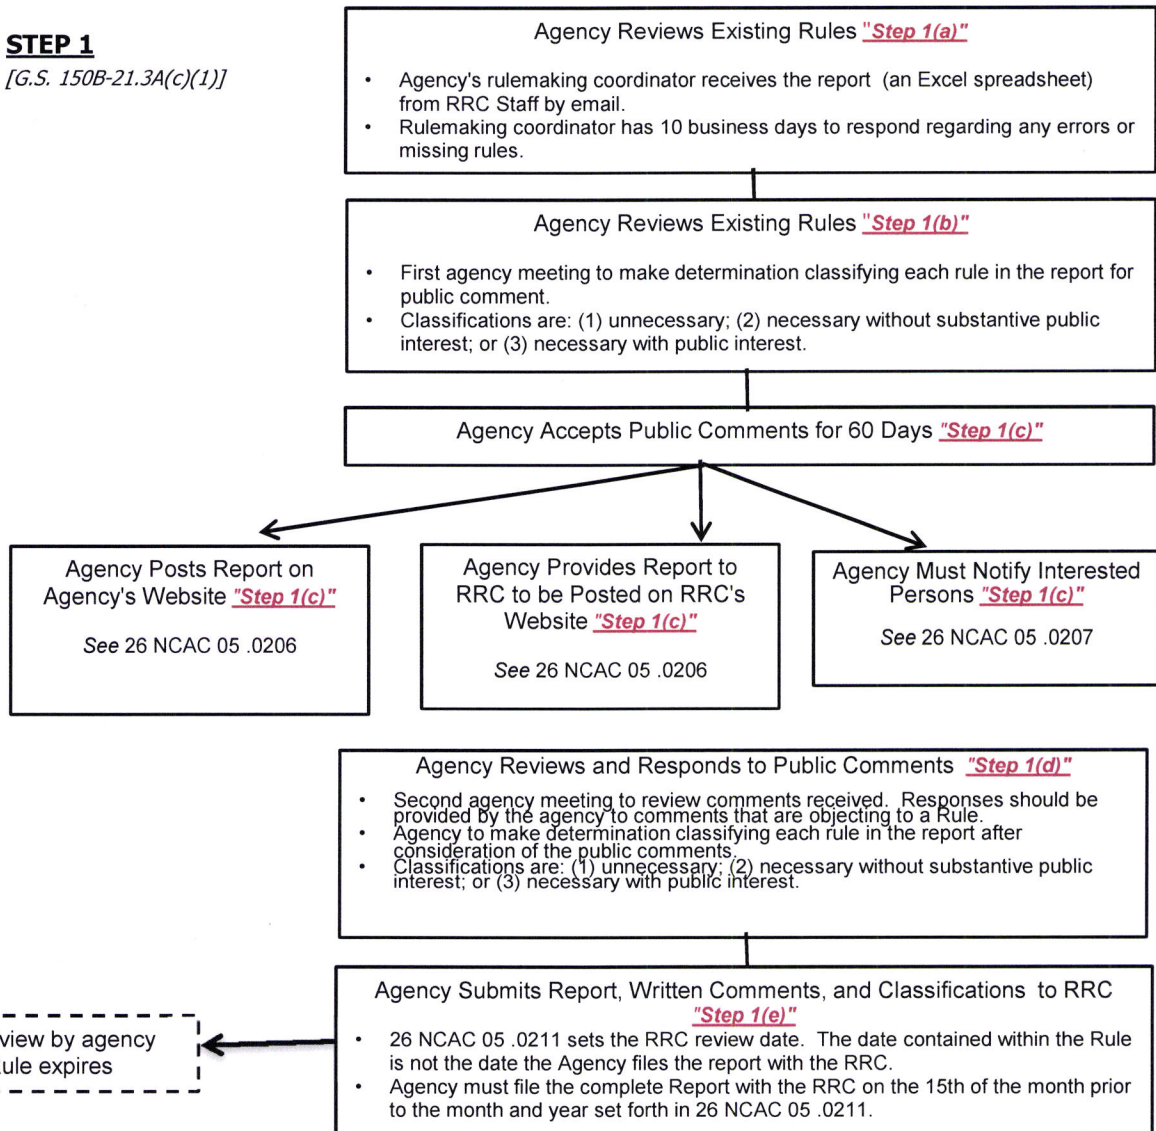 STEP 1
[G.S. 150B-21.3A(c)(1)]
Agency Reviews Existing Rules "Step 1(a)"
• Agency's rulemaking coordinator receives the report (an Excel spreadsheet)
from RRC Staff by email.
• Rulemaking coordinator has 10 business days to respond regarding any errors or
missing rules.
Agency Reviews Existing Rules "Step 1(b)"
• First agency meeting to make determination classifying each rule in the report for
public comment.
• Classifications are: (1) unnecessary; (2) necessary without substantive public
interest; or (3) necessary with public interest.
Agency Accepts Public Comments for 60 Days "Step 1(c)"
Agency Posts Report on
Agency's Website "Step 1(c)"
See 26 NCAC 05 .0206
Agency Provides Report to
RRC to be Posted on RRC's
Website "Step 1(c)"
See 26 NCAC 05 .0206
Agency Must Notify Interested
Persons "Step 1(c)"
See 26 NCAC 05 .0207
Agency Reviews and Responds to Public Comments "Step 1(d)"
• Second agency meeting to review comments received. Responses should be
provided by the agency to comments that are objecting to a Rule.
• Agency to make determination classifying each rule in the report after
consideration of the public comments.
• Classifications are: (1) unnecessary; (2) necessary without substantive public
interest; or (3) necessary with public interest.
Agency Submits Report, Written Comments, and Classifications to RRC
"Step 1(e)"
• 26 NCAC 05 .0211 sets the RRC review date. The date contained within the Rule
is not the date the Agency files the report with the RRC.
• Agency must file the complete Report with the RRC on the 15th of the month prior
to the month and year set forth in 26 NCAC 05 .0211.
view by agency
ule expires